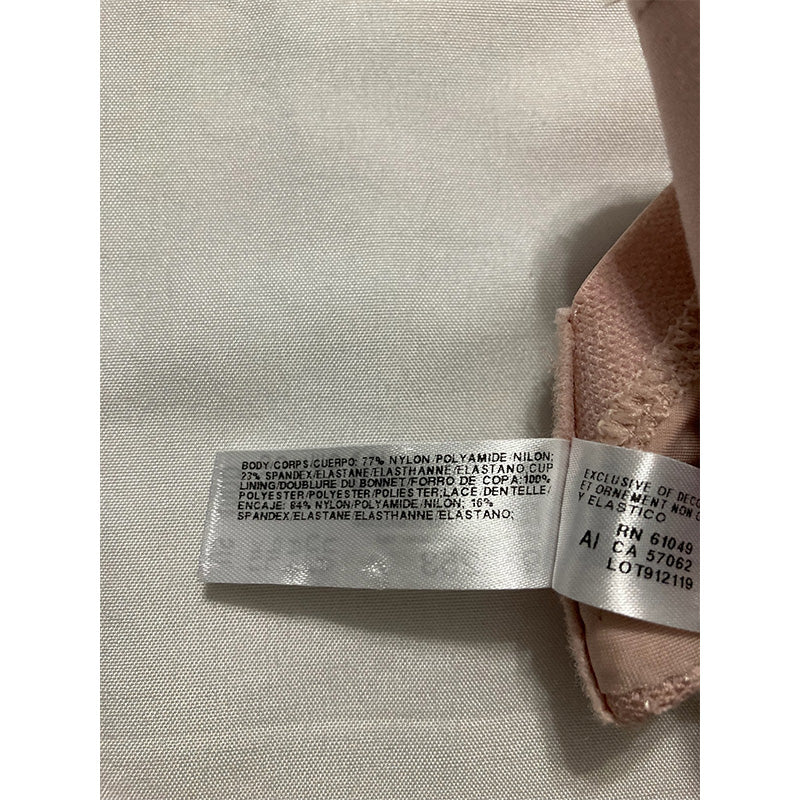 BODY/CORPS/CUERPO: 77% NYLON/POLYAMIDE/NILON;
23% SPANDEX/ELASTANE/ELASTHANNE/ELASTANO,CUP
LINING/DOUBLURE DU BONNET/FORRO DE COPA:100%
POLYESTER/POLYESTER/POLIESTER;LACE/DENTELLE/
ENCAJE: 84% NYLON/POLYAMIDE/NILON; 16%
SPANDEX/ELASTANE/ELASTHANNE/ELASTANO;
EXCLUSIVE OF
ET ORNEMENT NON
Y ELASTICO
RN 61049
AI CA 57062
LOT912119